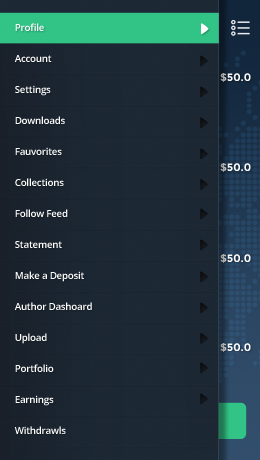 Profile
Account
$50.0
Settings
Downloads
Fauvorites
$50.0
Collections
Follow Feed
Statement
$50.0
Make a Deposit
Author Dashoard
Upload
$50.0
Portfolio
Earnings
Withdrawls